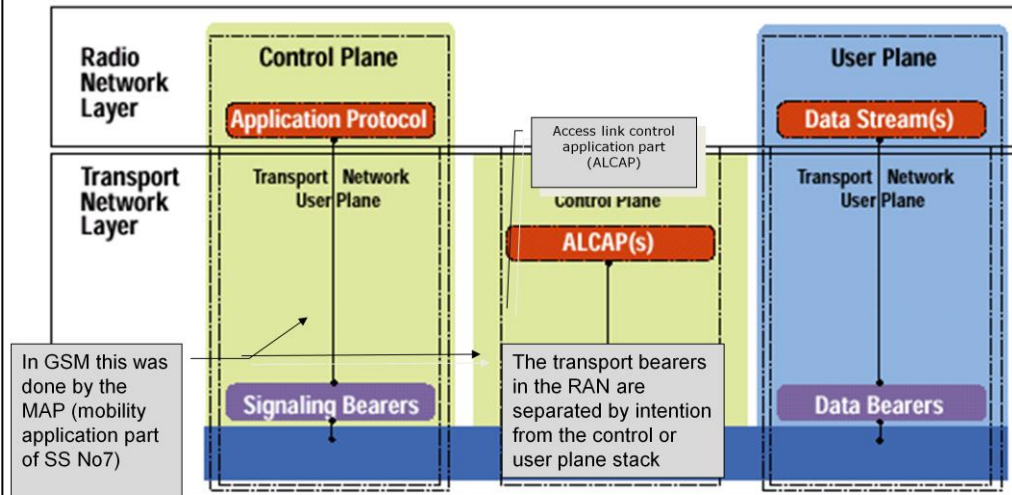 Radio
Network
Layer
Control Plane
Application Protocol
User Plane
Data Stream(s)
Access link control
application part
(ALCAP)
Transport
Network
Layer
Transport Network
User Plane
Control Plane
ALCAP(s)
Transport Network
User Plane
In GSM this was
done by the
MAP (mobility
application part
of SS No7)
Signaling Bearers
The transport bearers
in the RAN are
separated by intention
from the control or
user plane stack
Data Bearers